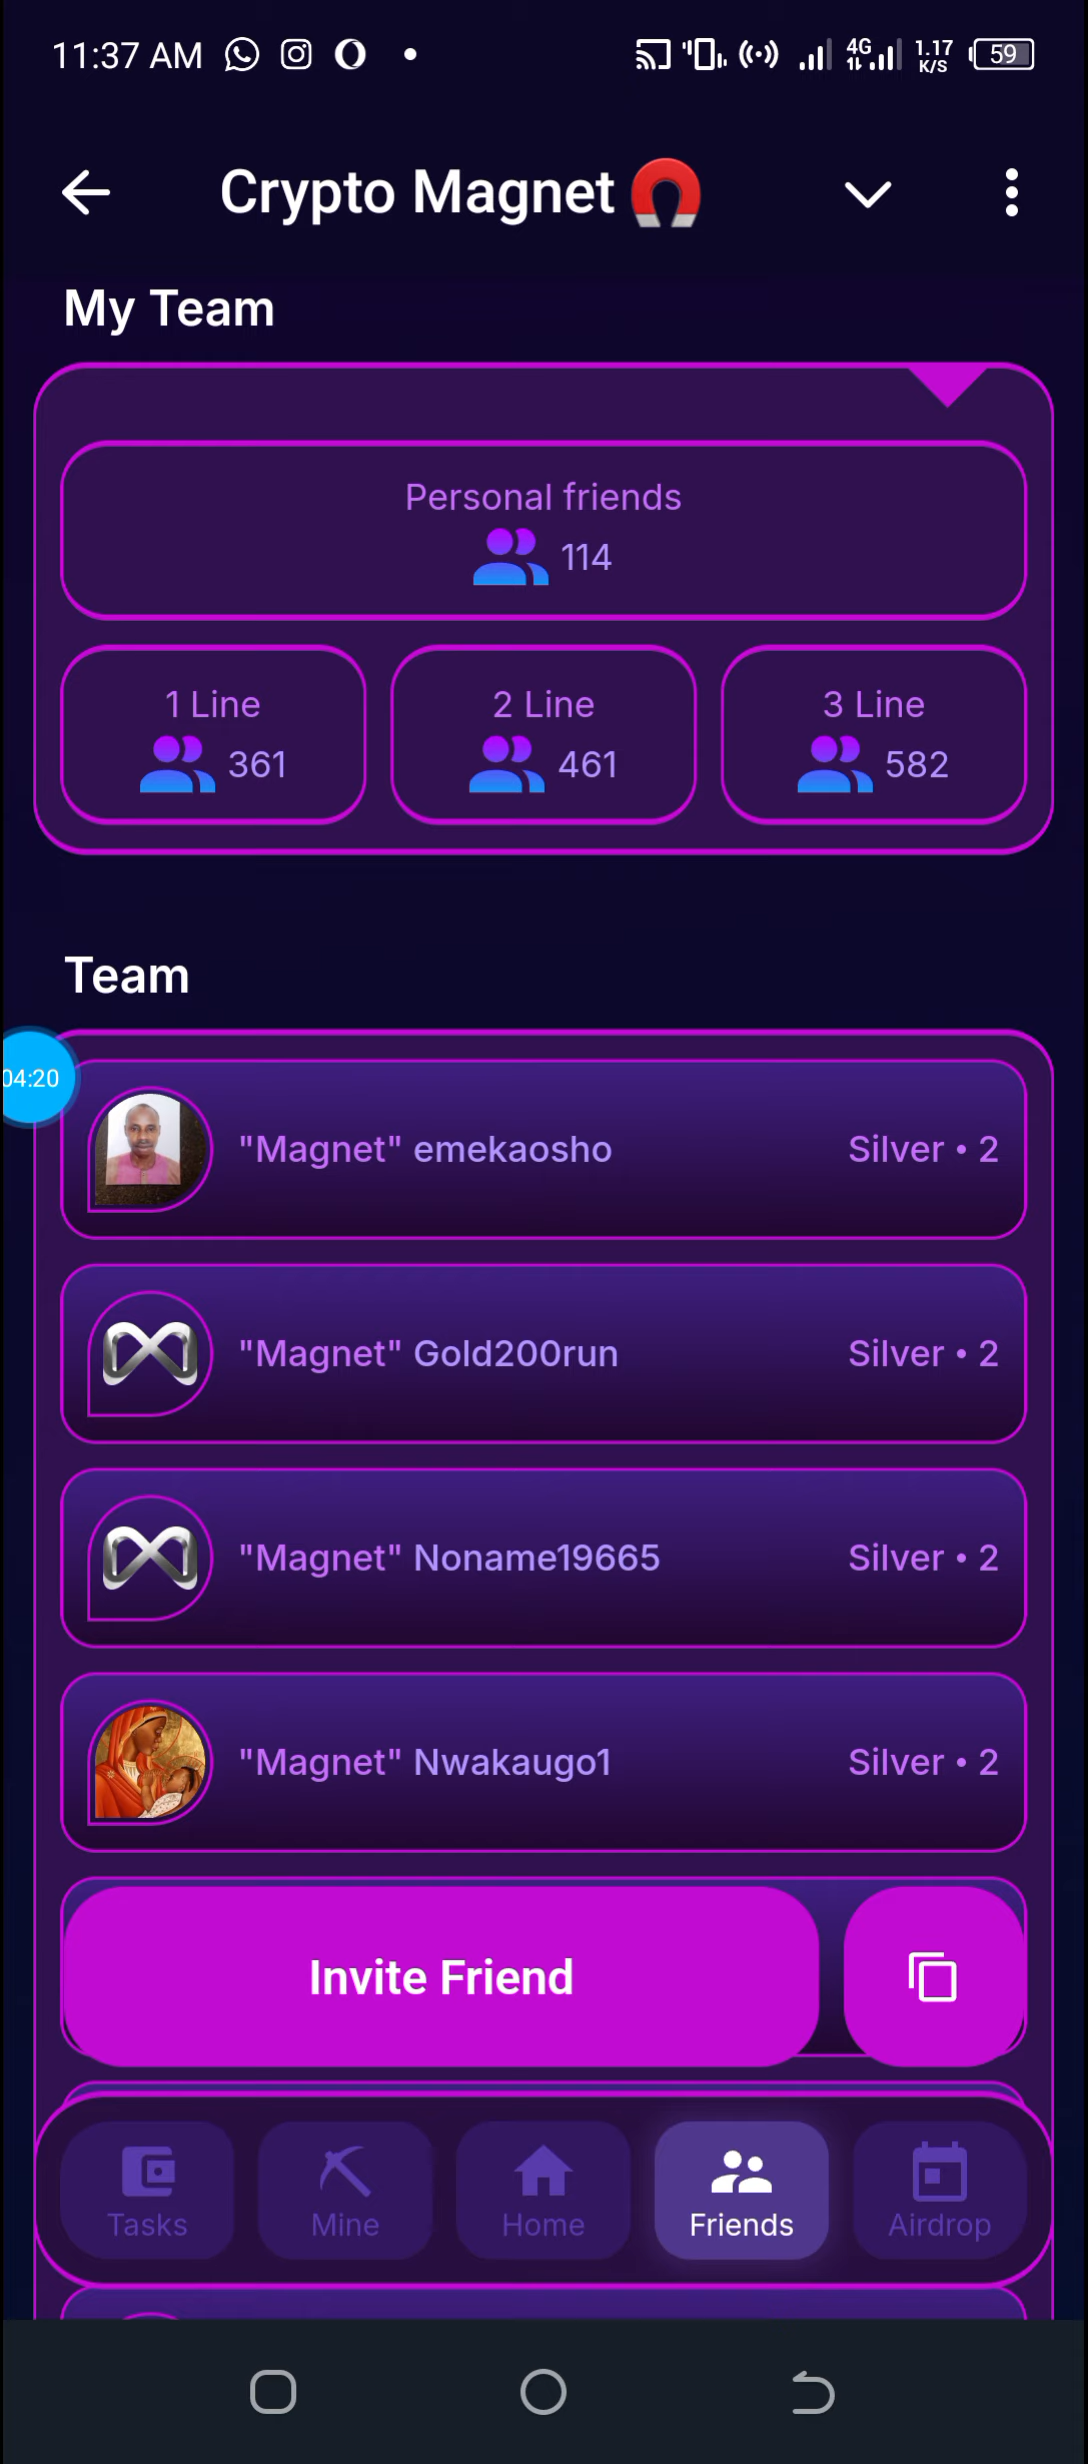 11:37 AM
4G
1.17
K/S
59
Crypto Magnet 🧲
My Team
Personal friends
114
1 Line
2 Line
3 Line
361
461
582
Team
04:20
"Magnet" emekaosho Silver • 2
"Magnet" Gold200run Silver • 2
"Magnet" Noname19665 Silver • 2
"Magnet" Nwakaugo1 Silver • 2
Invite Friend
Tasks
Mine
Home
Friends
Airdrop